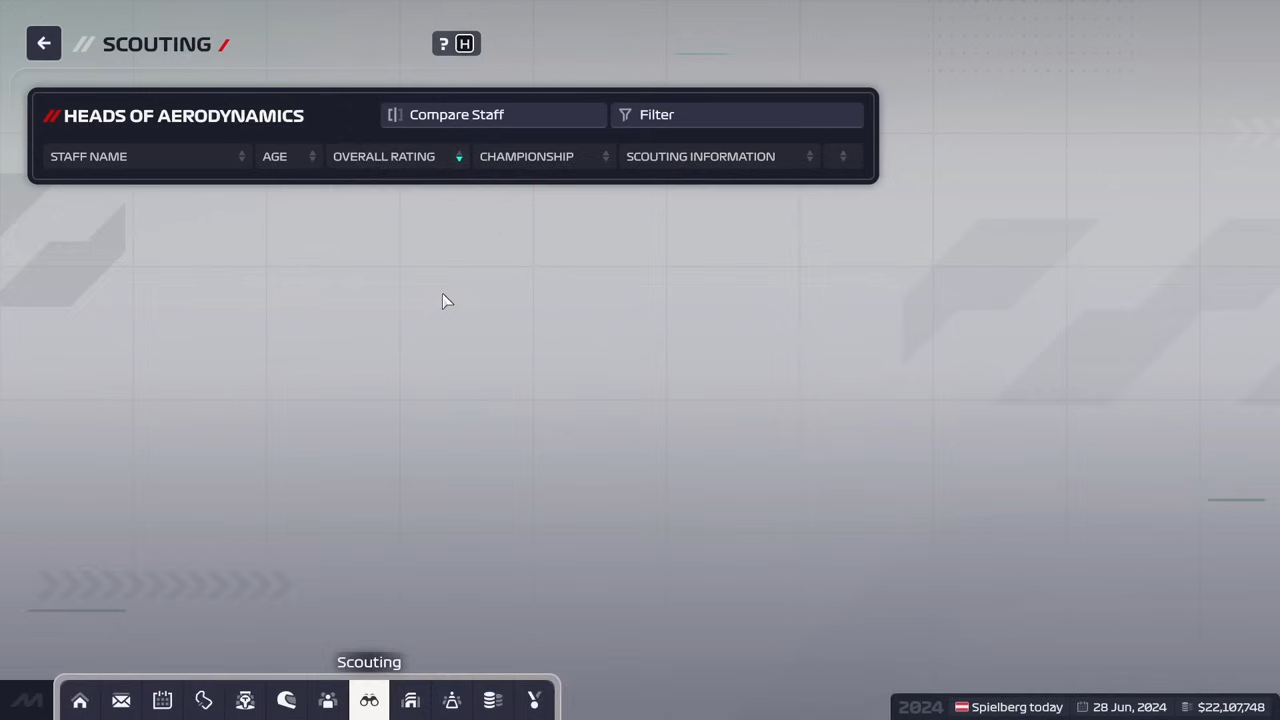 SCOUTING
? H
HEADS OF AERODYNAMICS
Compare Staff
Filter
STAFF NAME
AGE
OVERALL RATING
CHAMPIONSHIP
SCOUTING INFORMATION
Scouting
2024
Spielberg today
28 Jun, 2024
$22,107,748